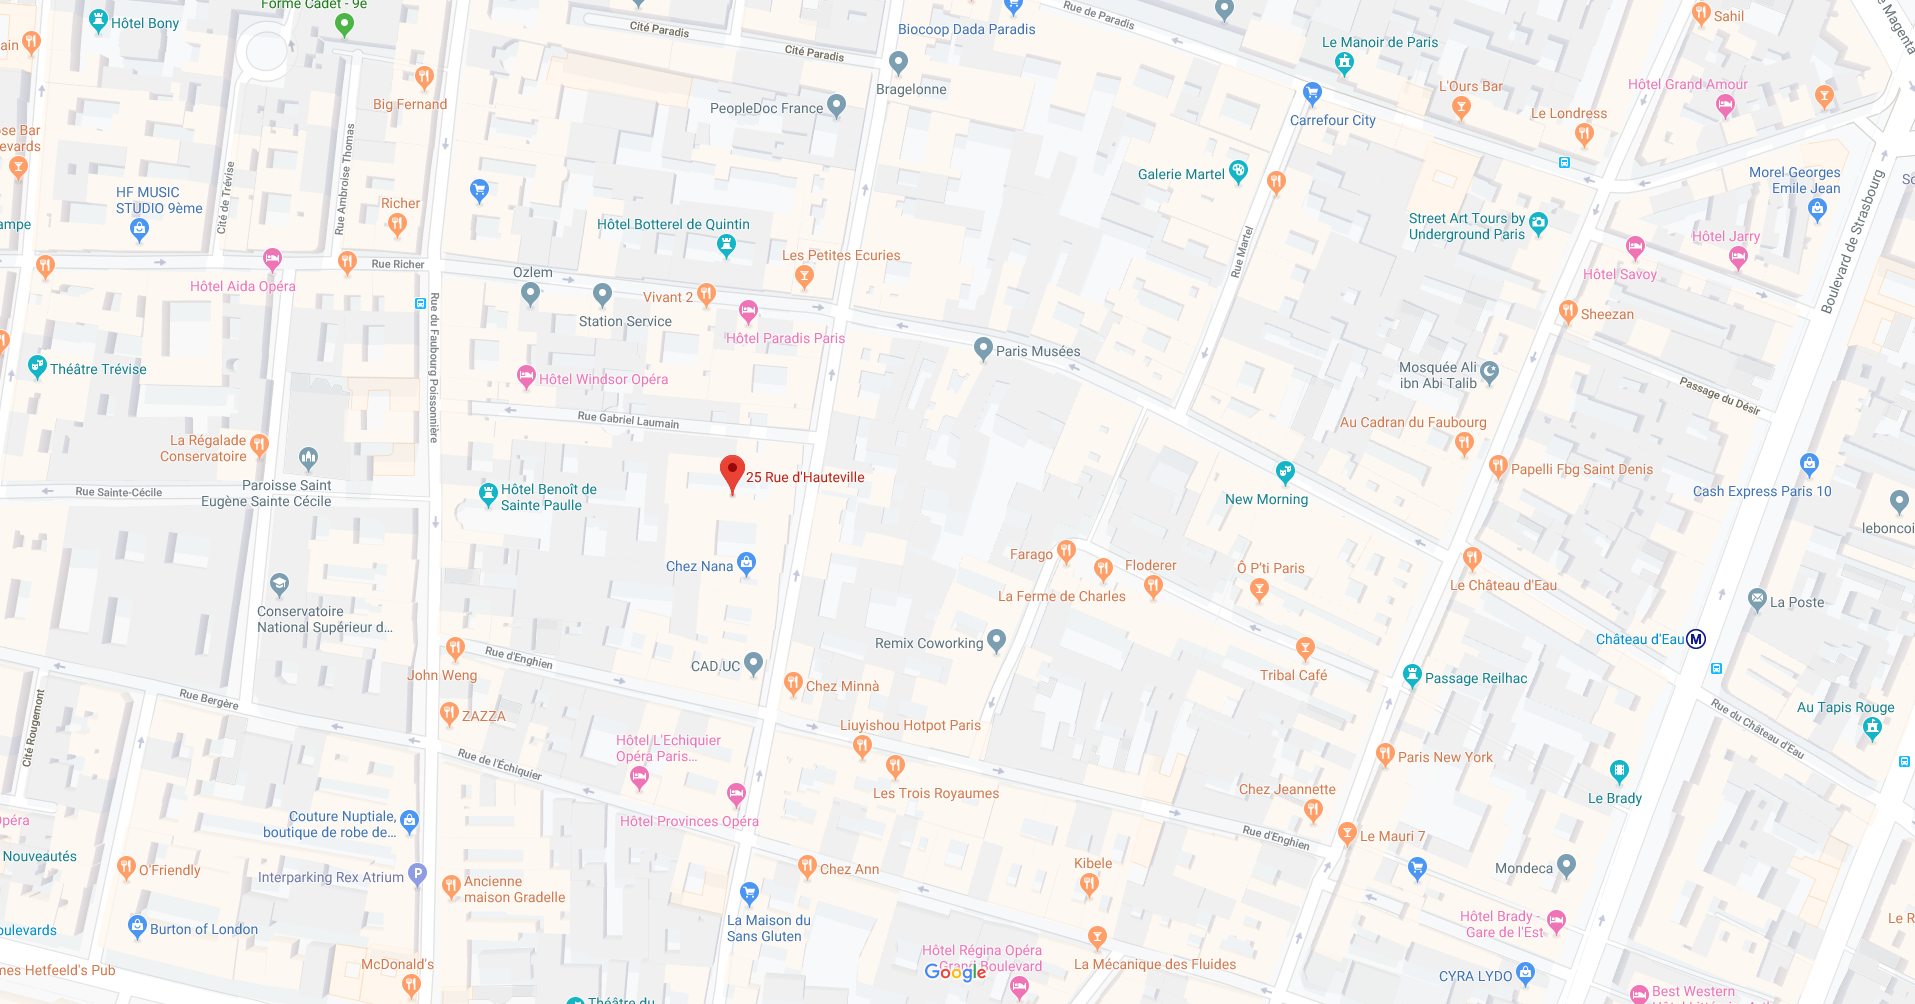 Forme Cadet - 9e
Hôtel Bony
Cité Paradis
Cité Paradis
Biocoop Dada Paradis
Rue de Paradis
Sahil
Le Manoir de Paris
Big Fernand
PeopleDoc France
Bragelonne
Carrefour City
L'Ours Bar
Le Londress
Hôtel Grand Amour
HF MUSIC
STUDIO 9ème
Cité de Trévise
Rue Ambroise Thomas
Richer
Galerie Martel
Morel Georges
Emile Jean
Hôtel Botterel de Quintin
Street Art Tours by
Underground Paris
Hôtel Jarry
Rue Richer
Les Petites Ecuries
Rue Martel
Hôtel Savoy
Boulevard de Strasbourg
Hôtel Aida Opéra
Ozlem
Vivant 2
Station Service
Sheezan
Hôtel Paradis Paris
Paris Musées
Rue du Faubourg Poissonnière
Théâtre Trévise
Hôtel Windsor Opéra
Mosquée Ali
ibn Abi Talib
Passage du Désir
Rue Gabriel Laumain
Au Cadran du Faubourg
La Régalade
Conservatoire
Papelli Fbg Saint Denis
25 Rue d'Hauteville
Rue Sainte-Cécile
Paroisse Saint
Eugène Sainte Cécile
Hôtel Benoît de
Sainte Paulle
New Morning
Cash Express Paris 10
leboncoi
Chez Nana
Farago
Floderer
Ô P'ti Paris
Le Château d'Eau
La Ferme de Charles
La Poste
Conservatoire
National Supérieur d...
Remix Coworking
Château d'Eau
M
Rue d'Enghien
John Weng
CAD.UC
Chez Minnà
Tribal Café
Passage Reilhac
Rue Bergère
Cité Rougemont
ZAZZA
Liuyishou Hotpot Paris
Rue du Château d'Eau
Au Tapis Rouge
Hôtel L'Echiquier
Opéra Paris...
Rue de l'Échiquier
Paris New York
Les Trois Royaumes
Chez Jeannette
Le Brady
Couture Nuptiale,
boutique de robe de...
Hôtel Provinces Opéra
Rue d'Enghien
Le Mauri 7
Nouveautés
O'Friendly
Interparking Rex Atrium
P
Ancienne
maison Gradelle
Chez Ann
Kibele
Mondeca
Burton of London
La Maison du
Sans Gluten
Hôtel Brady -
Gare de l'Est
Hôtel Régina Opéra
Grand Boulevard
Google
La Mécanique des Fluides
McDonald's
CYRA LYDO
mes Hetfeeld's Pub
Théâtre du
Best Western